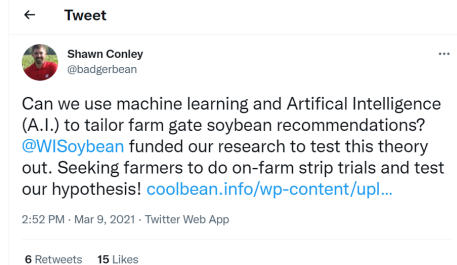 Tweet
Shawn Conley
@badgerbean
Can we use machine learning and Artifical Intelligence
(A.I.) to tailor farm gate soybean recommendations?
@WISoybean funded our research to test this theory
out. Seeking farmers to do on-farm strip trials and test
our hypothesis! coolbean.info/wp-content/upl...
2:52 PM · Mar 9, 2021 · Twitter Web App
6 Retweets 15 Likes